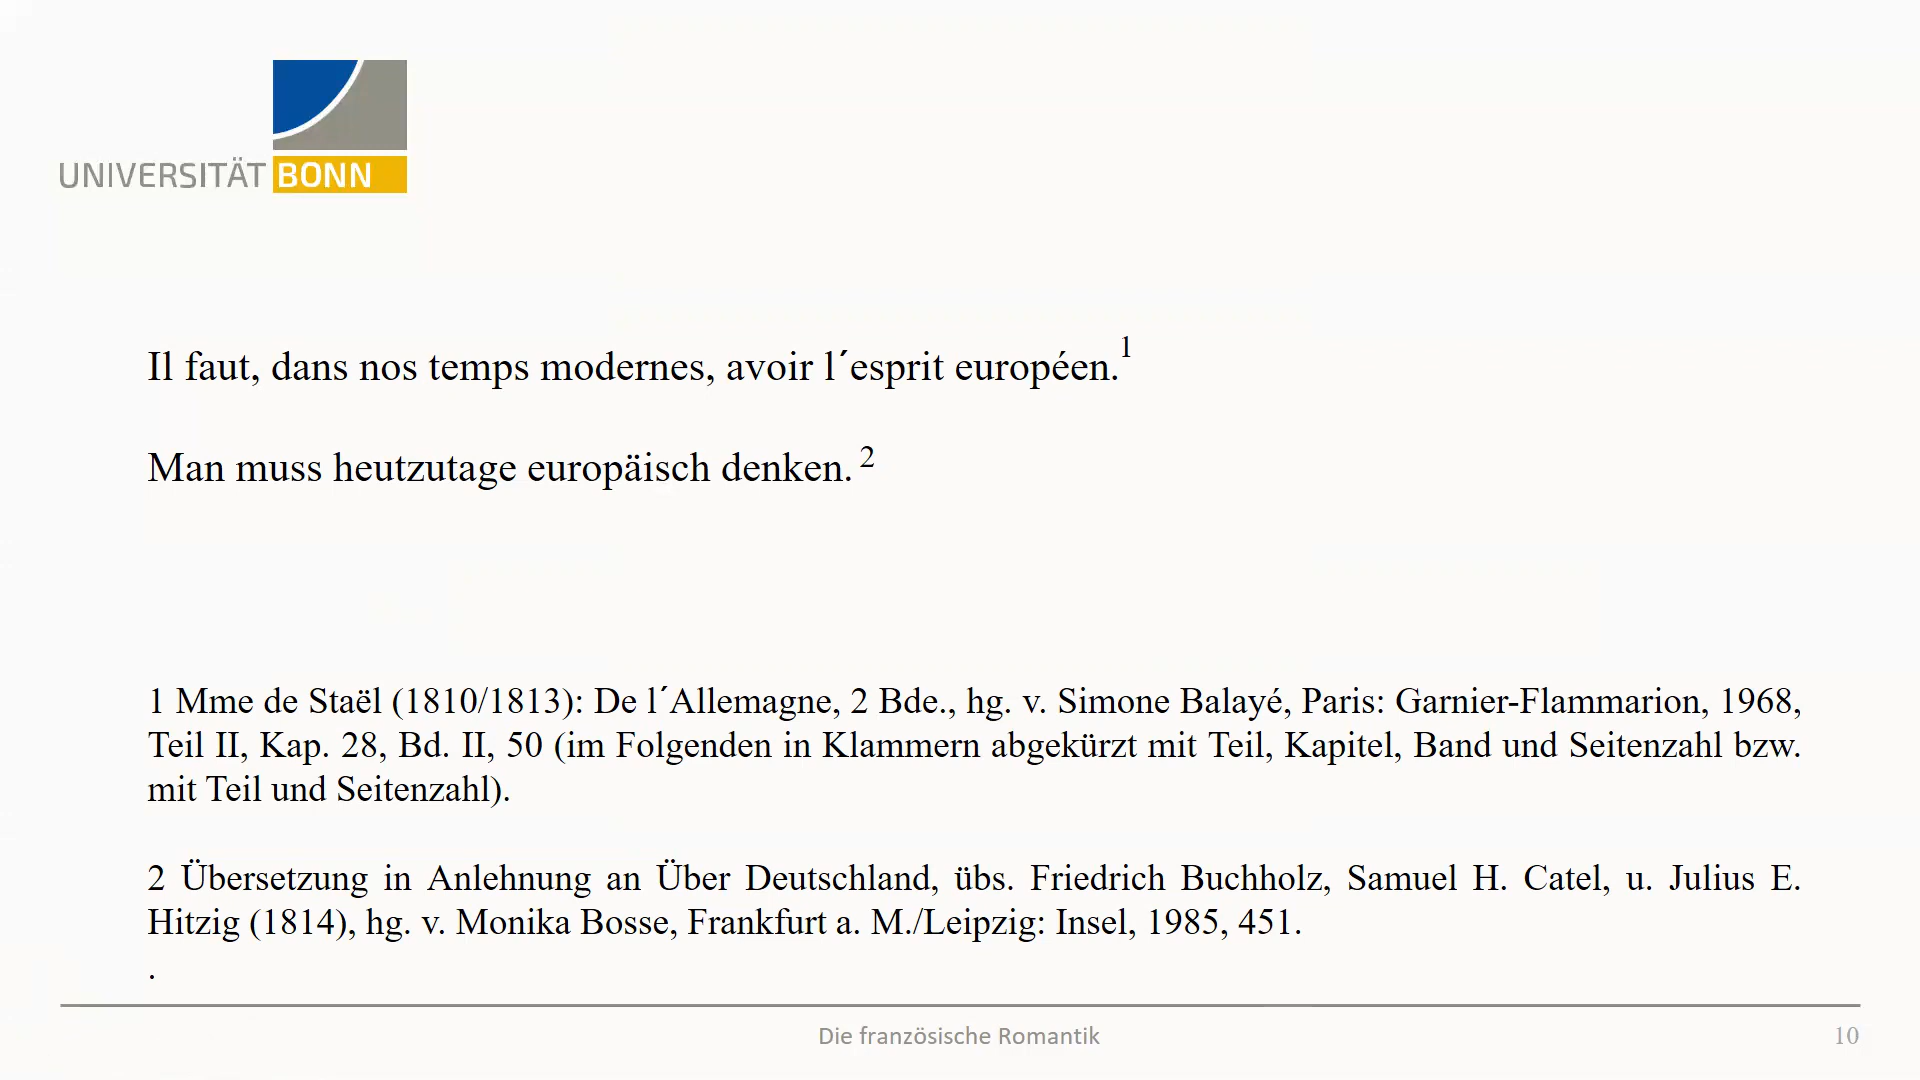 UNIVERSITÄT BONN
Il faut, dans nos temps modernes, avoir l´esprit européen.1
Man muss heutzutage europäisch denken. 2
1 Mme de Staël (1810/1813): De l´Allemagne, 2 Bde., hg. v. Simone Balayé, Paris: Garnier-Flammarion, 1968,
Teil II, Kap. 28, Bd. II, 50 (im Folgenden in Klammern abgekürzt mit Teil, Kapitel, Band und Seitenzahl bzw.
mit Teil und Seitenzahl).
2 Übersetzung in Anlehnung an Über Deutschland, übs. Friedrich Buchholz, Samuel H. Catel, u. Julius E.
Hitzig (1814), hg. v. Monika Bosse, Frankfurt a. M./Leipzig: Insel, 1985, 451.
.
Die französische Romantik
10